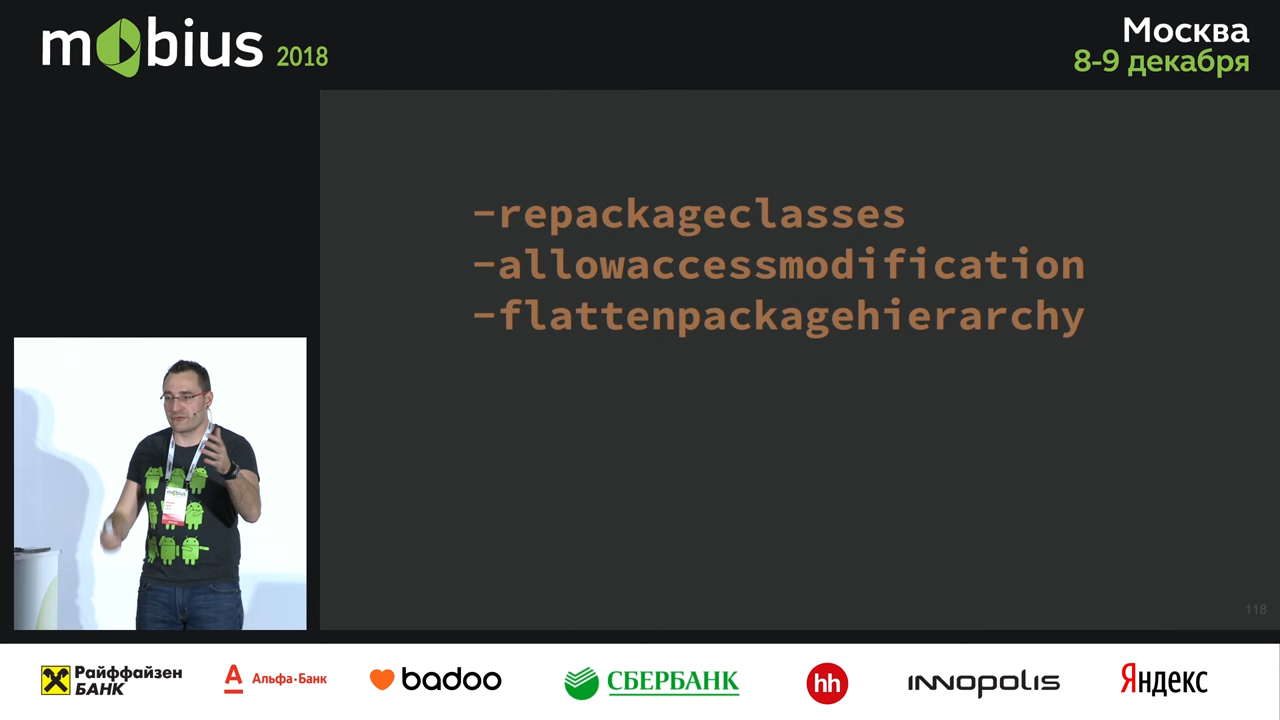 mobius 2018
Москва
8-9 декабря
-repackageclasses
-allowaccessmodification
-flattenpackagehierarchy
mobius
118
Райффайзен
БАНК
Альфа·Банк
badoo
СБЕРБАНК
hh
INNOPOLIS
Яндекс